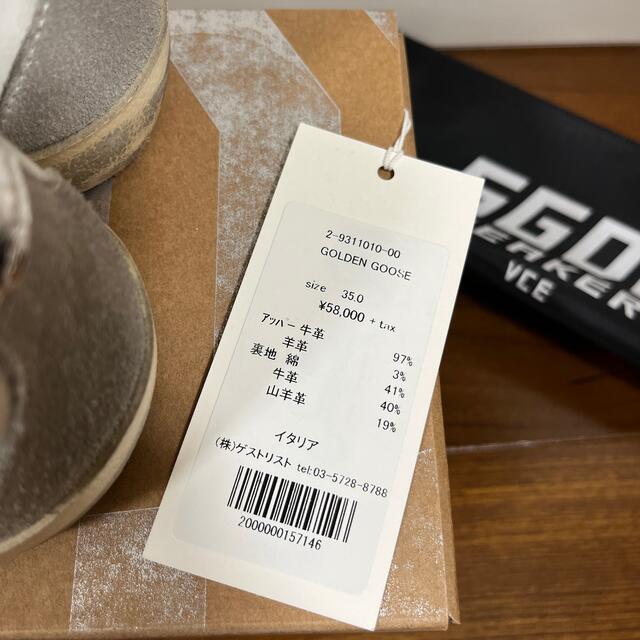 2-9311010-00
GOLDEN GOOSE
size 35.0
¥58,000 + tax
アッパー 牛革 97%
羊革 3%
裏地 綿 41%
牛革 40%
山羊革 19%
イタリア
(株)ゲストリスト tel:03-5728-8788
2000000157146
VCE